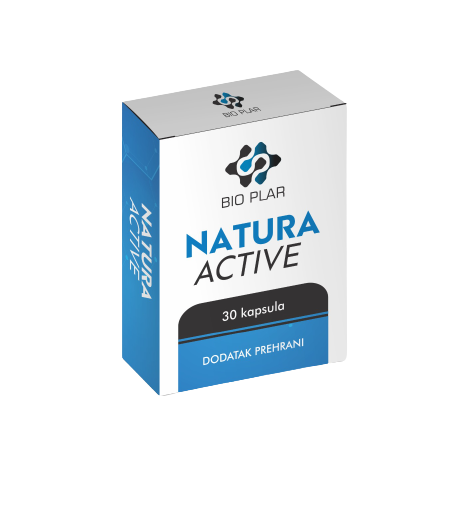 BIO PLAR
BIO PLAR
NATURA
ACTIVE
30 kapsula
DODATAK PREHRANI
NATURA
ACTIVE